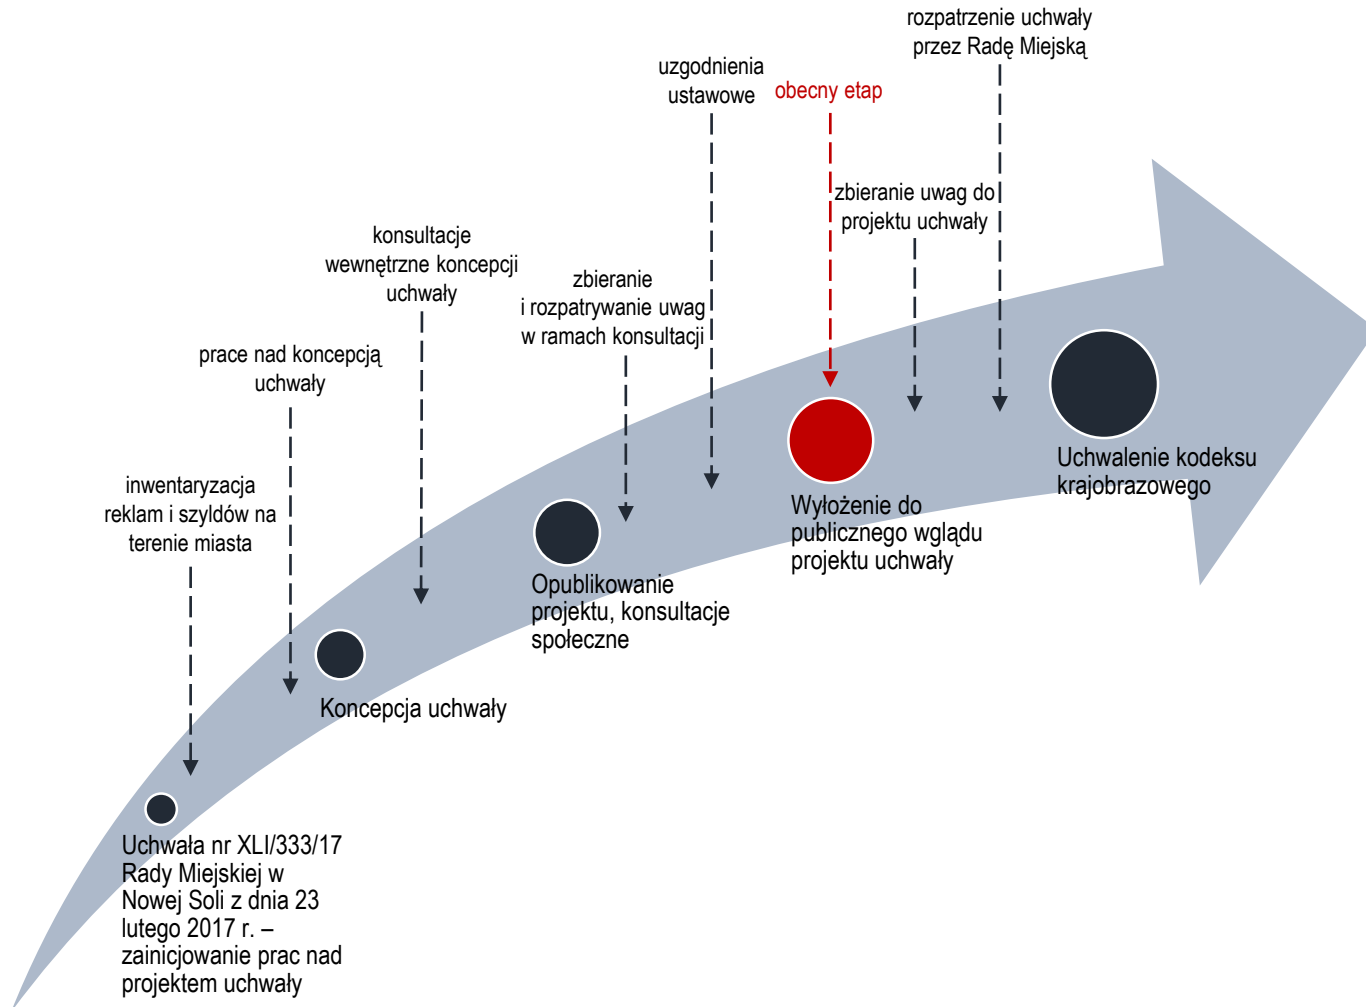 rozpatrzenie uchwały
przez Radę Miejską
uzgodnienia
ustawowe
obecny etap
zbieranie uwag do
projektu uchwały
konsultacje
wewnętrzne koncepcji
uchwały
zbieranie
i rozpatrywanie uwag
w ramach konsultacji
prace nad koncepcją
uchwały
inwentaryzacja
reklam i szyldów na
terenie miasta
Uchwalenie kodeksu
krajobrazowego
Wyłożenie do
publicznego wglądu
projektu uchwały
Opublikowanie
projektu, konsultacje
społeczne
Koncepcja uchwały
Uchwała nr XLI/333/17
Rady Miejskiej w
Nowej Soli z dnia 23
lutego 2017 r. –
zainicjowanie prac nad
projektem uchwały